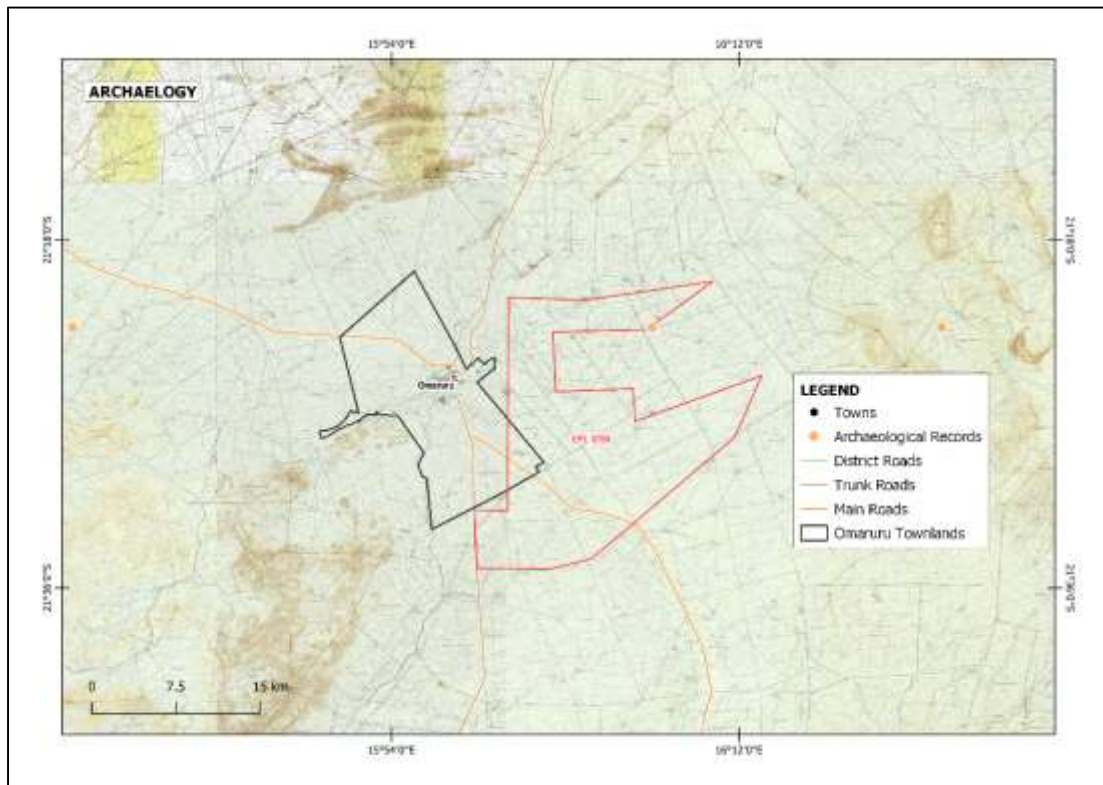 15°54'0"E 16°12'0"E
ARCHAELOGY
21°18'0"S 21°18'0"S
Omaruru
LEGEND
Towns
Archaeological Records
District Roads
Trunk Roads
Main Roads
Omaruru Townlands
21°36'0"S 21°36'0"S
0 7.5 15 km
15°54'0"E 16°12'0"E